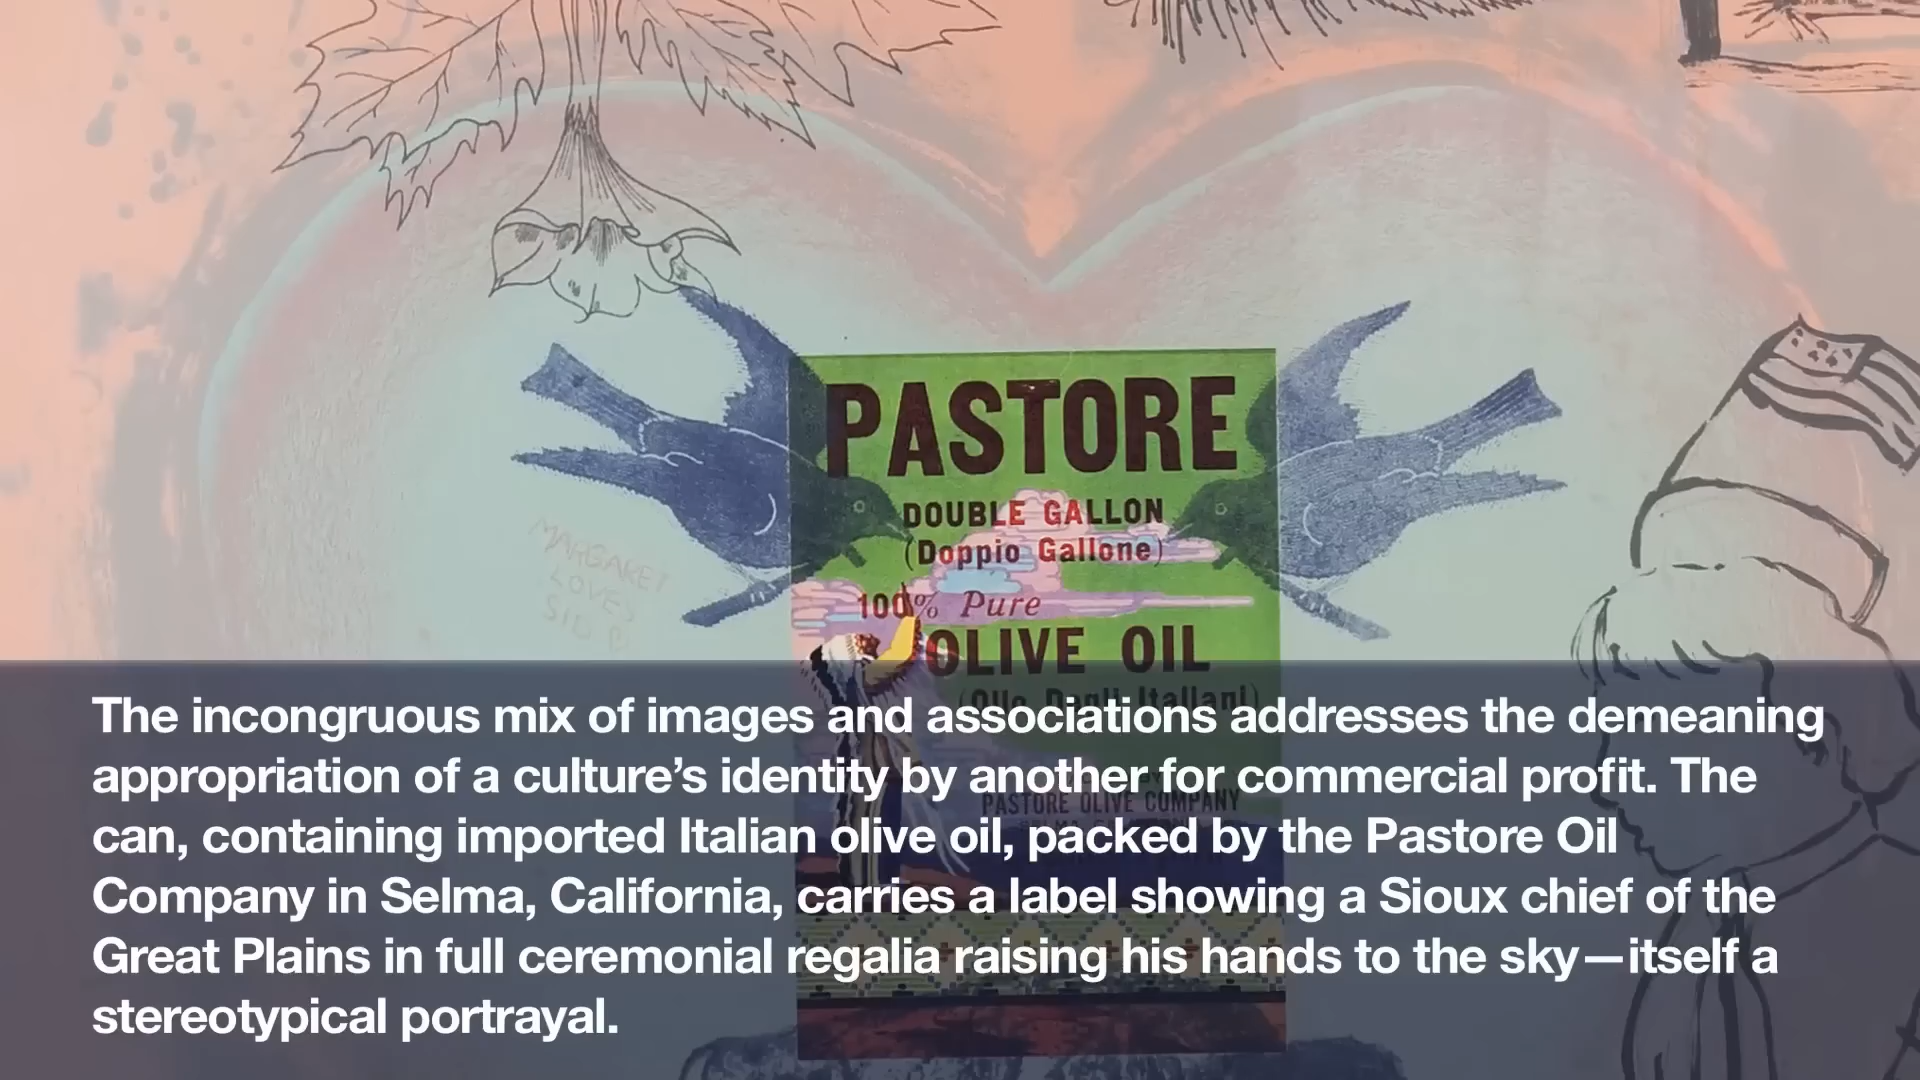 PASTORE
DOUBLE GALLON
(Doppio Gallone)
100% Pure
OLIVE OIL
MARGARET
LOVES
The incongruous mix of images and associations addresses the demeaning
appropriation of a culture’s identity by another for commercial profit. The
can, containing imported Italian olive oil, packed by the Pastore Oil
Company in Selma, California, carries a label showing a Sioux chief of the
Great Plains in full ceremonial regalia raising his hands to the sky—itself a
stereotypical portrayal.
PASTORE OLIVE COMPANY